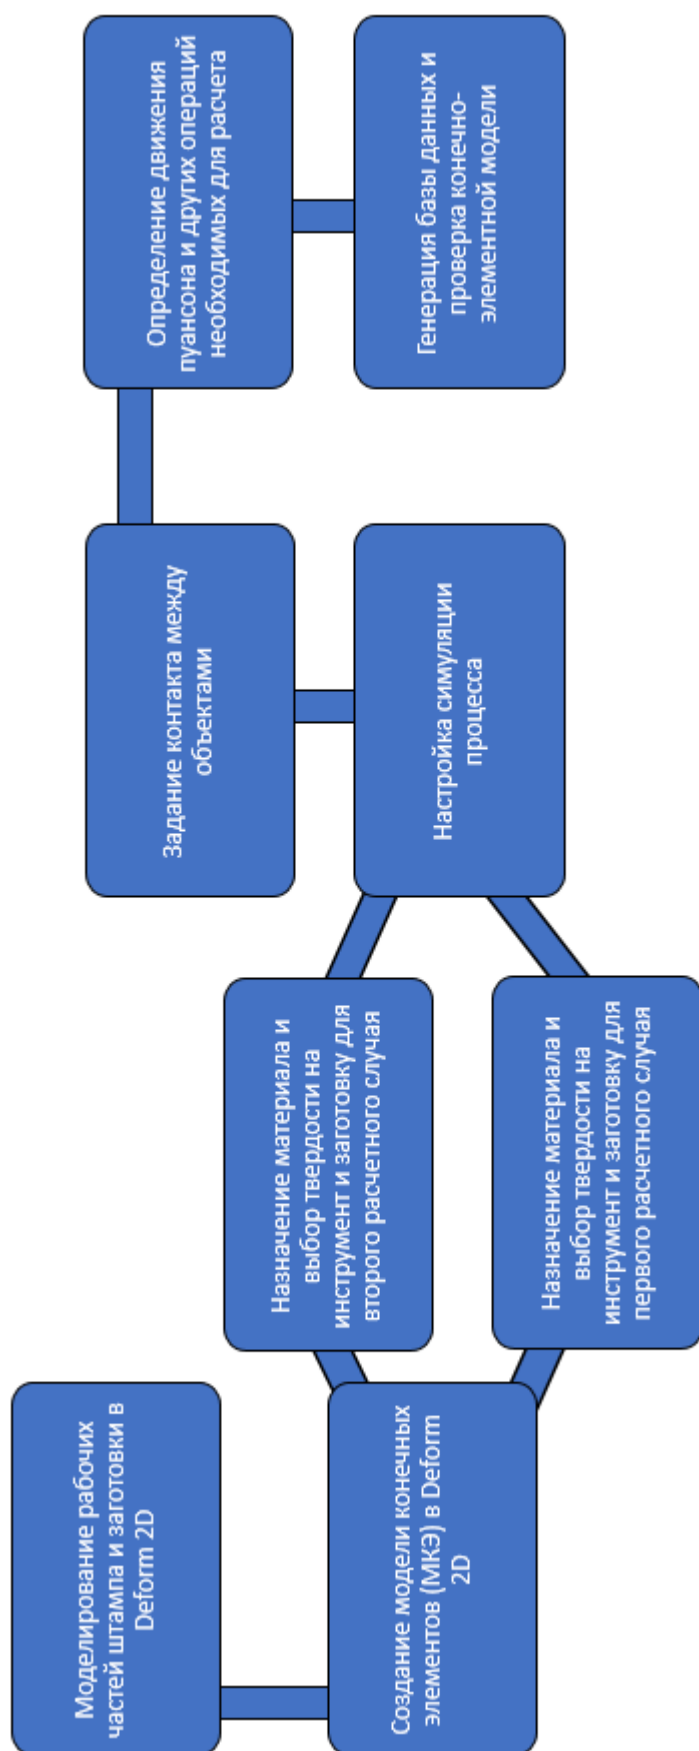 Моделирование рабочих
частей штампа и заготовки в
Deform 2D
Создание модели конечных
элементов (МКЭ) в Deform
2D
Назначение материала и
выбор твердости на
инструмент и заготовку для
второго расчетного случая
Назначение материала и
выбор твердости на
инструмент и заготовку для
первого расчетного случая
Настройка симуляции
процесса
Задание контакта между
объектами
Определение движения
пуансона и других операций
необходимых для расчета
Генерация базы данных и
проверка конечно-
элементной модели